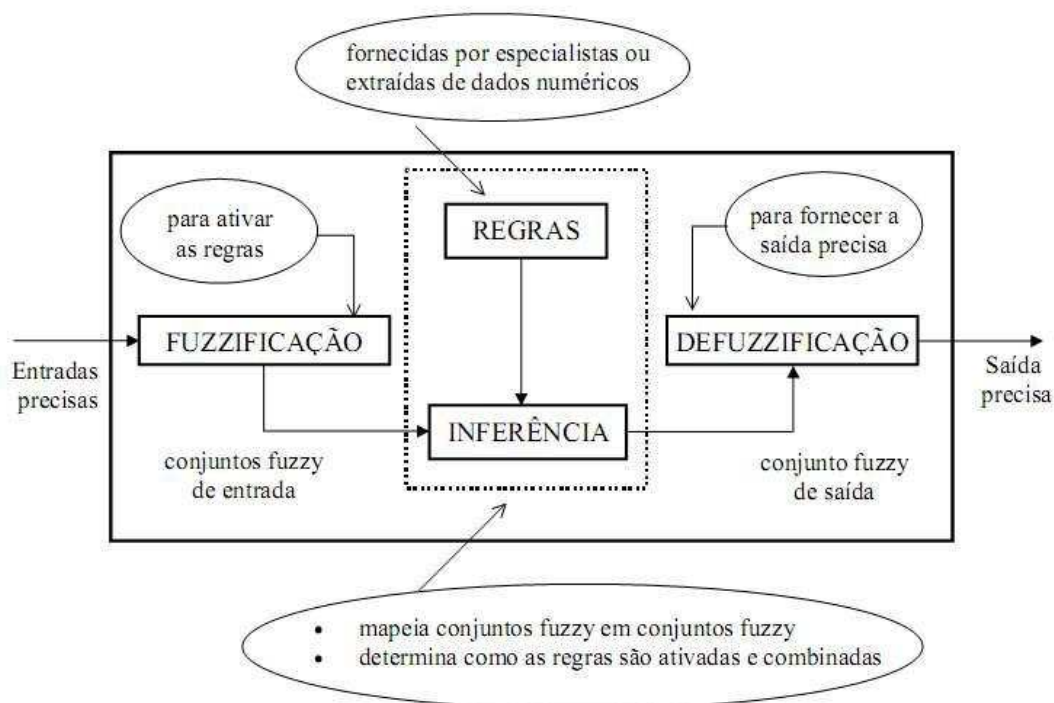 fornecidas por especialistas ou
extraídas de dados numéricos
para ativar
as regras
REGRAS
para fornecer a
saída precisa
FUZZIFICAÇÃO
DEFUZZIFICAÇÃO
Entradas
precisas
Saída
precisa
INFERÊNCIA
conjuntos fuzzy
de entrada
conjunto fuzzy
de saída
• mapeia conjuntos fuzzy em conjuntos fuzzy
• determina como as regras são ativadas e combinadas